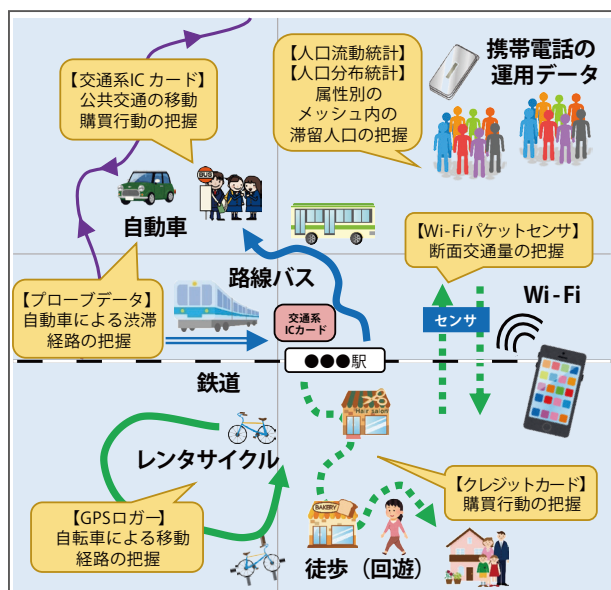 【交通系IC カード】
公共交通の移動
購買行動の把握
【人口流動統計】
【人口分布統計】
属性別の
メッシュ内の
滞留人口の把握
携帯電話の
運用データ
BUS
自動車
【Wi-Fiパケットセンサ】
断面交通量の把握
路線バス
【プローブデータ】
自動車による渋滞
経路の把握
交通系
ICカード
センサ
Wi-Fi
●●●駅
鉄道
Hair salon
レンタサイクル
【クレジットカード】
購買行動の把握
BAKERY
【GPSロガー】
自転車による移動
経路の把握
徒歩（回遊）